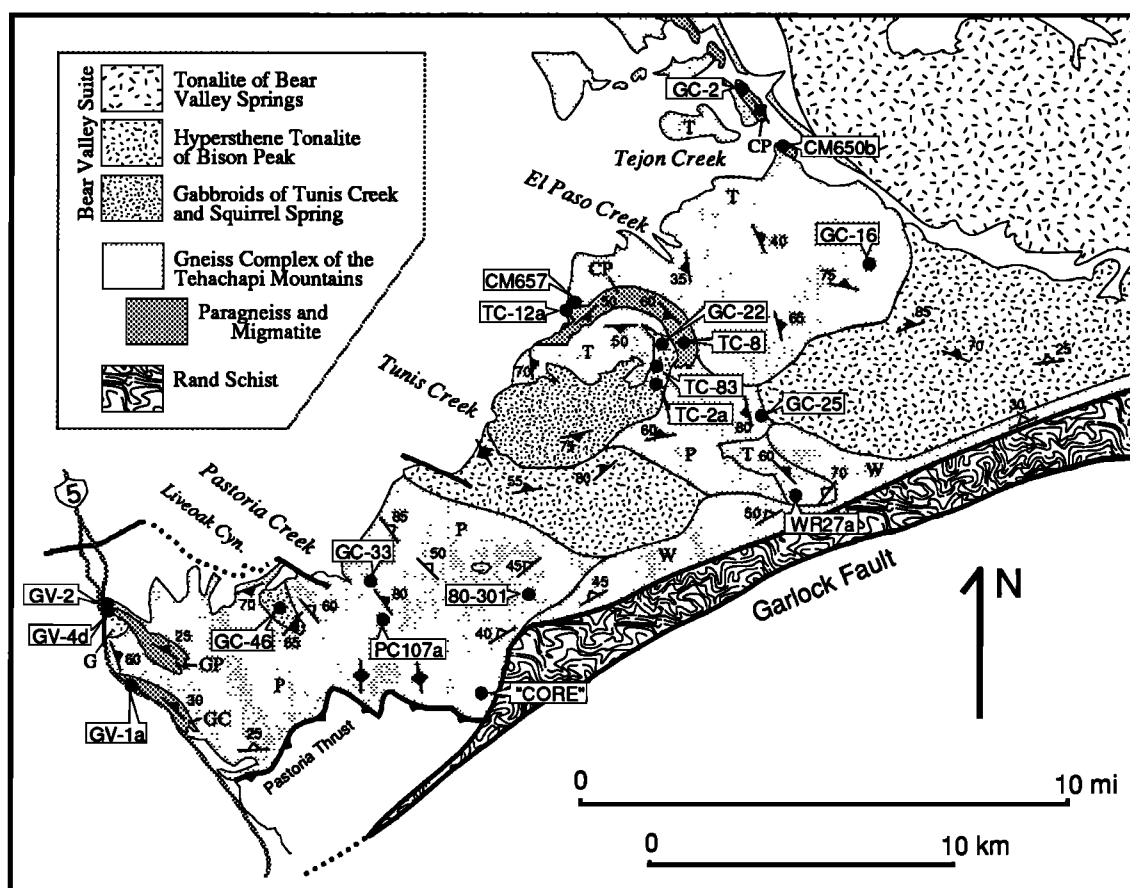 Bear Valley Suite
Tonalite of Bear
Valley Springs
Hypersthene Tonalite
of Bison Peak
Gabbroids of Tunis Creek
and Squirrel Spring
Gneiss Complex of the
Tehachapi Mountains
Paragneiss and
Migmatite
Rand Schist
GC-2
T
CP
CM650b
Tejon Creek
El Paso Creek
T
40
GC-16
35
75
CP
CM657
50
60
TC-12a
GC-22
65
85
50
TC-8
T
70
25
70
TC-83
Tunis Creek
TC-2a
80
GC-25
30
60
P
75
T
60
70
W
80
55
50
WR27a
5
Pastoria Creek
Liveoak Cyn.
GC-33
85
P
50
45
W
45
Garlock Fault
N
GV-2
70
60
80
80-301
GV-4d
GC-46
65
PC107a
40
25
G
GP
60
P
"CORE"
30
GC
GV-1a
25
Pastoria Thrust
0
10 mi
0
10 km